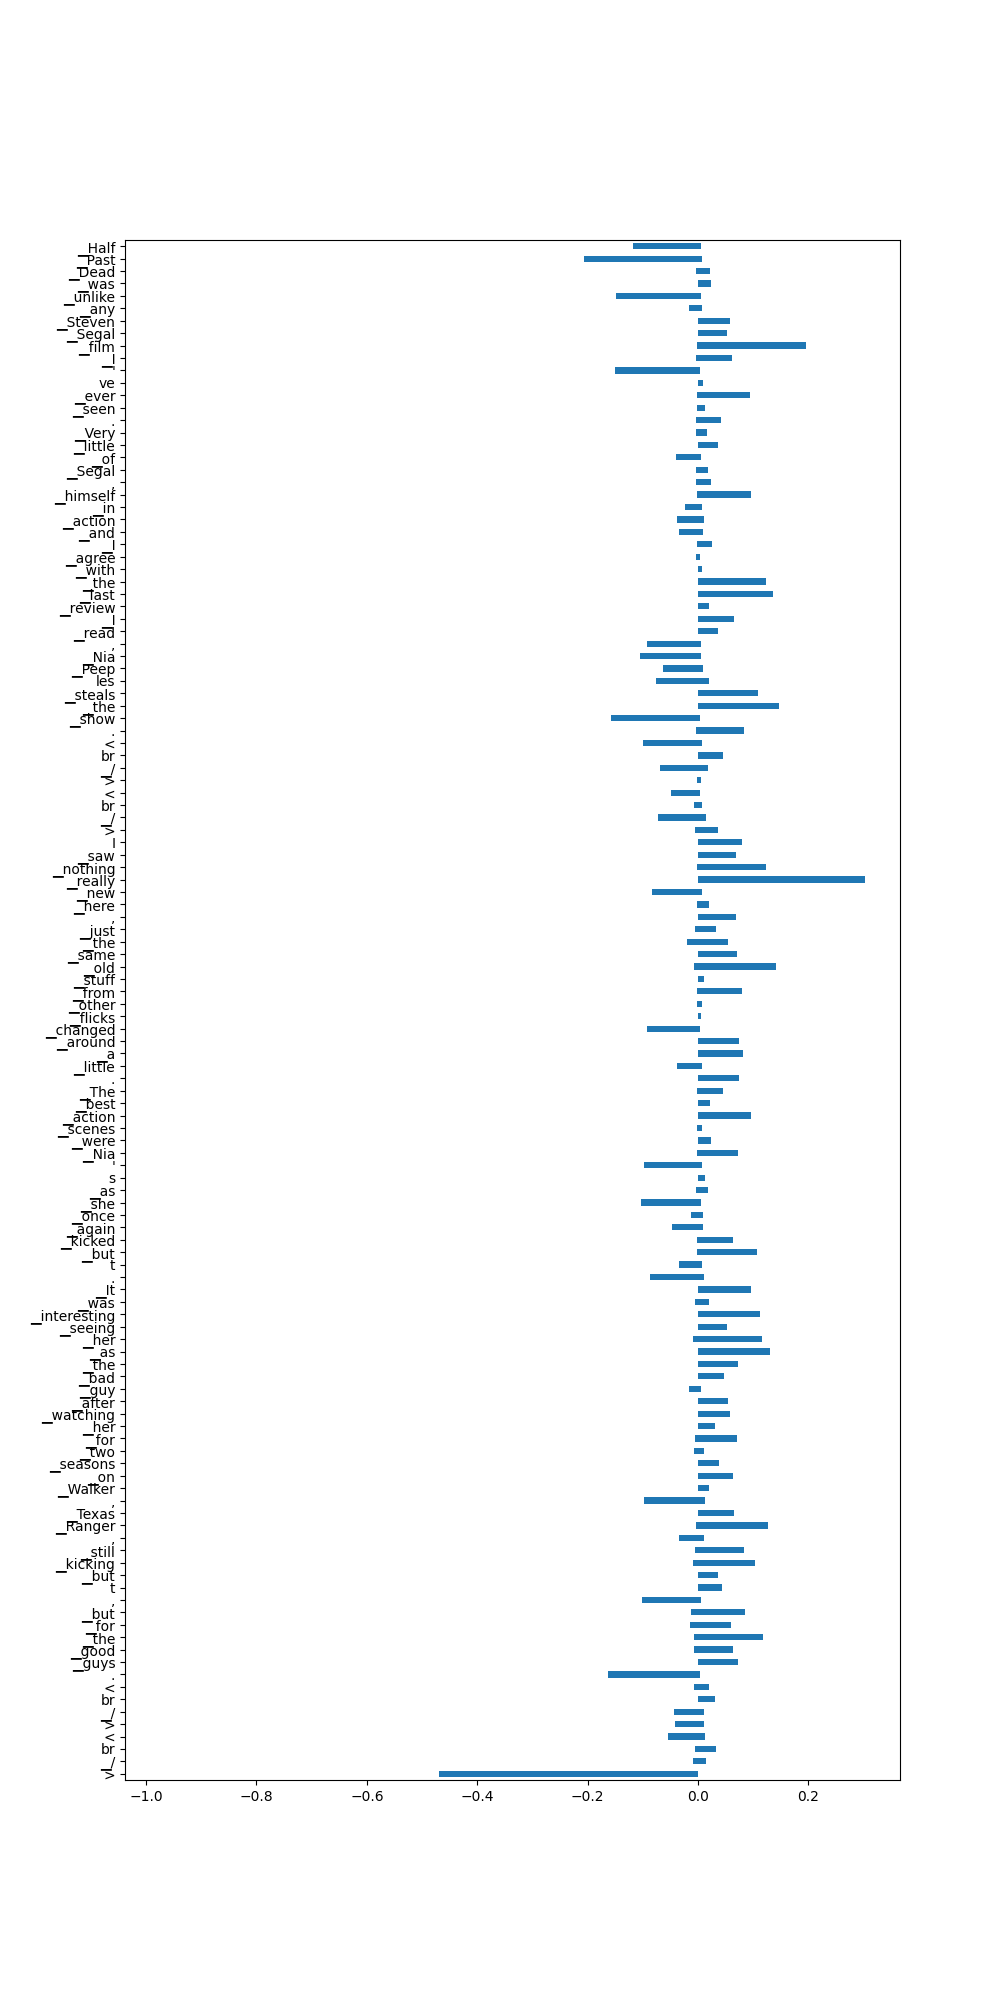 _Half
_Past
_Dead
_was
_unlike
_any
_Steven
_Segal
_film
_I
_'
ve
_ever
_seen
_.
_Very
_little
_of
_Segal
_,
_himself
_in
_action
_and
_I
_agree
_with
_the
_last
_review
_I
_read
,
_Nia
_Peep
les
_steals
_the
_show
.
<
br
_/
>
<
br
_/
>
I
_saw
_nothing
_really
_new
_here
_,
_just
_the
_same
_old
_stuff
_from
_other
_flicks
_changed
_around
_a
_little
_.
_The
_best
_action
_scenes
_were
_Nia
_'
s
_as
_she
_once
_again
_kicked
_but
t
.
_It
_was
_interesting
_seeing
_her
_as
_the
_bad
_guy
_after
_watching
_her
_for
_two
_seasons
_on
_Walker
_,
_Texas
_Ranger
_,
_still
_kicking
_but
t
,
_but
_for
_the
_good
_guys
_.
<
br
_/
>
<
br
_/
>
−1.0 −0.8 −0.6 −0.4 −0.2 0.0 0.2